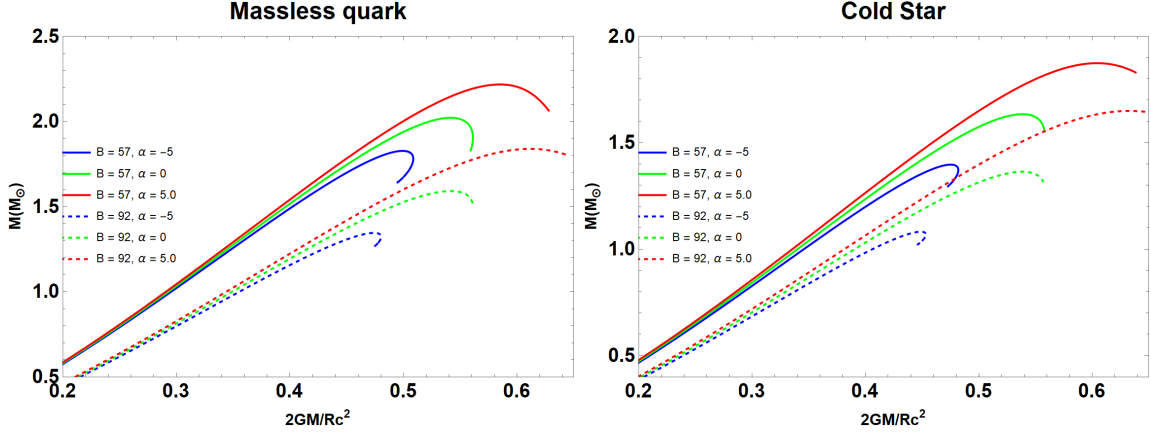 Massless quark
2.5
2.0
1.5
1.0
0.5
M(M⊙)
B = 57, α = −5
B = 57, α = 0
B = 57, α = 5.0
B = 92, α = −5
B = 92, α = 0
B = 92, α = 5.0
0.2 0.3 0.4 0.5 0.6
2GM/Rc²
Cold Star
2.0
1.5
1.0
0.5
M(M⊙)
B = 57, α = −5
B = 57, α = 0
B = 57, α = 5.0
B = 92, α = −5
B = 92, α = 0
B = 92, α = 5.0
0.2 0.3 0.4 0.5 0.6
2GM/Rc²